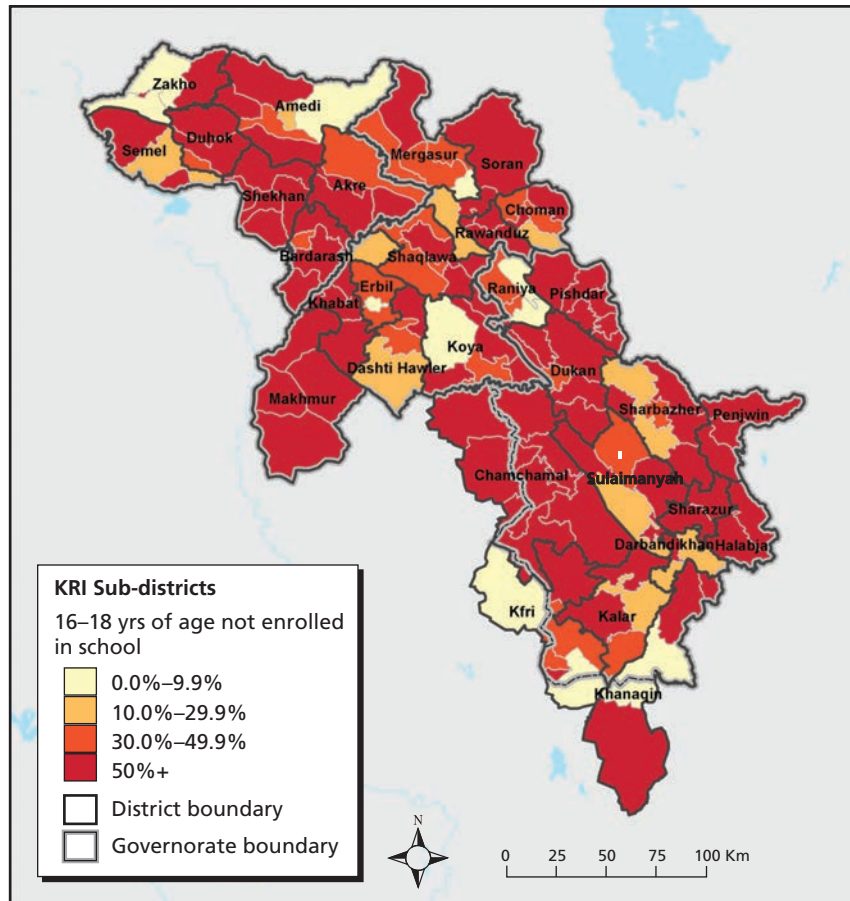 Zakho
Amedi
Semel
Duhok
Mergasur
Soran
Shekhan
Akre
Choman
Rawanduz
Bardarash
Shaqlawa
Erbil
Raniya
Pishdar
Khabat
Koya
Dashti Hawler
Dukan
Makhmur
Sharbazher
Penjwin
Chamchamal
Sulaimanyah
Sharazur
Darbandikhan
Halabja
Kfri
Kalar
Khanaqin
KRI Sub-districts
16–18 yrs of age not enrolled
in school
0.0%–9.9%
10.0%–29.9%
30.0%–49.9%
50%+
District boundary
Governorate boundary
N
0 25 50 75 100 Km